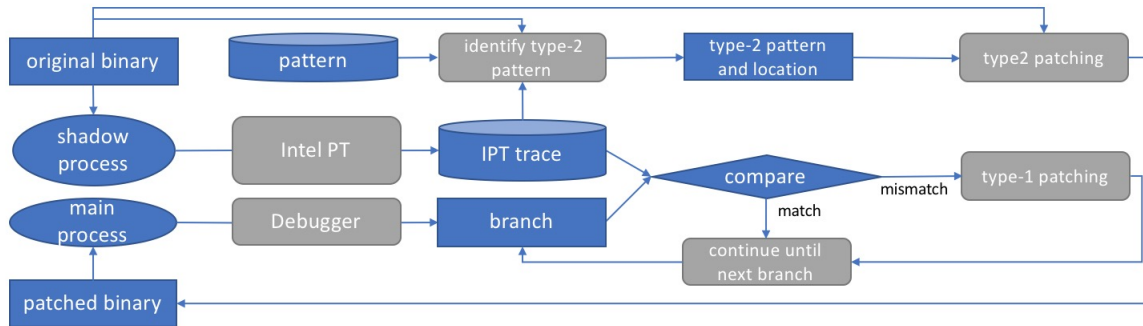 original binary
pattern
identify type-2
pattern
type-2 pattern
and location
type2 patching
shadow
process
Intel PT
IPT trace
compare
mismatch
type-1 patching
main
process
Debugger
branch
match
continue until
next branch
patched binary